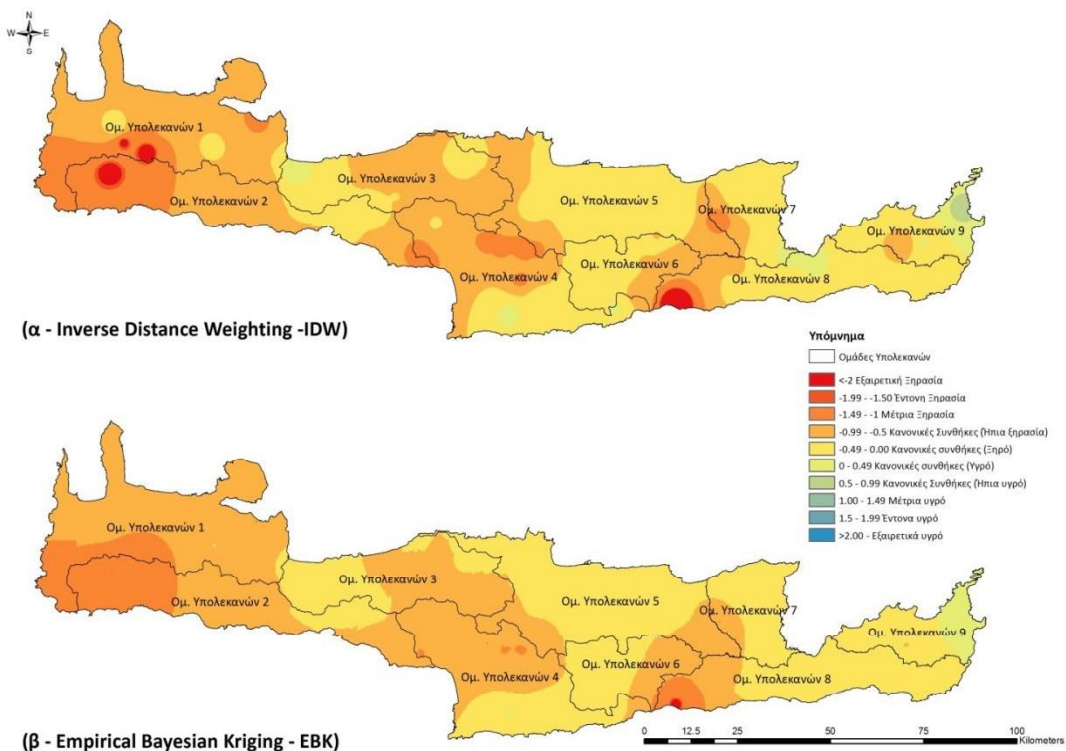 N
W E
S
Ομ. Υπολεκανών 1
Ομ. Υπολεκανών 2
Ομ. Υπολεκανών 3
Ομ. Υπολεκανών 4
Ομ. Υπολεκανών 5
Ομ. Υπολεκανών 6
Ομ. Υπολεκανών 7
Ομ. Υπολεκανών 8
Ομ. Υπολεκανών 9
(α - Inverse Distance Weighting -IDW)
Υπόμνημα
Ομάδες Υπολεκανών
<-2 Εξαιρετική Ξηρασία
-1.99 - -1.50 Έντονη Ξηρασία
-1.49 - -1 Μέτρια Ξηρασία
-0.99 - -0.5 Κανονικές Συνθήκες (Ήπια ξηρασία)
-0.49 - 0.00 Κανονικές συνθήκες (Ξηρό)
0 - 0.49 Κανονικές συνθήκες (Υγρό)
0.5 - 0.99 Κανονικές Συνθήκες (Ήπια υγρό)
1.00 - 1.49 Μέτρια υγρό
1.5 - 1.99 Έντονα υγρό
>2.00 - Εξαιρετικά υγρό
Ομ. Υπολεκανών 1
Ομ. Υπολεκανών 2
Ομ. Υπολεκανών 3
Ομ. Υπολεκανών 4
Ομ. Υπολεκανών 5
Ομ. Υπολεκανών 6
Ομ. Υπολεκανών 7
Ομ. Υπολεκανών 8
Ομ. Υπολεκανών 9
(β - Empirical Bayesian Kriging - EBK)
0 12.5 25 50 75 100
Kilometers